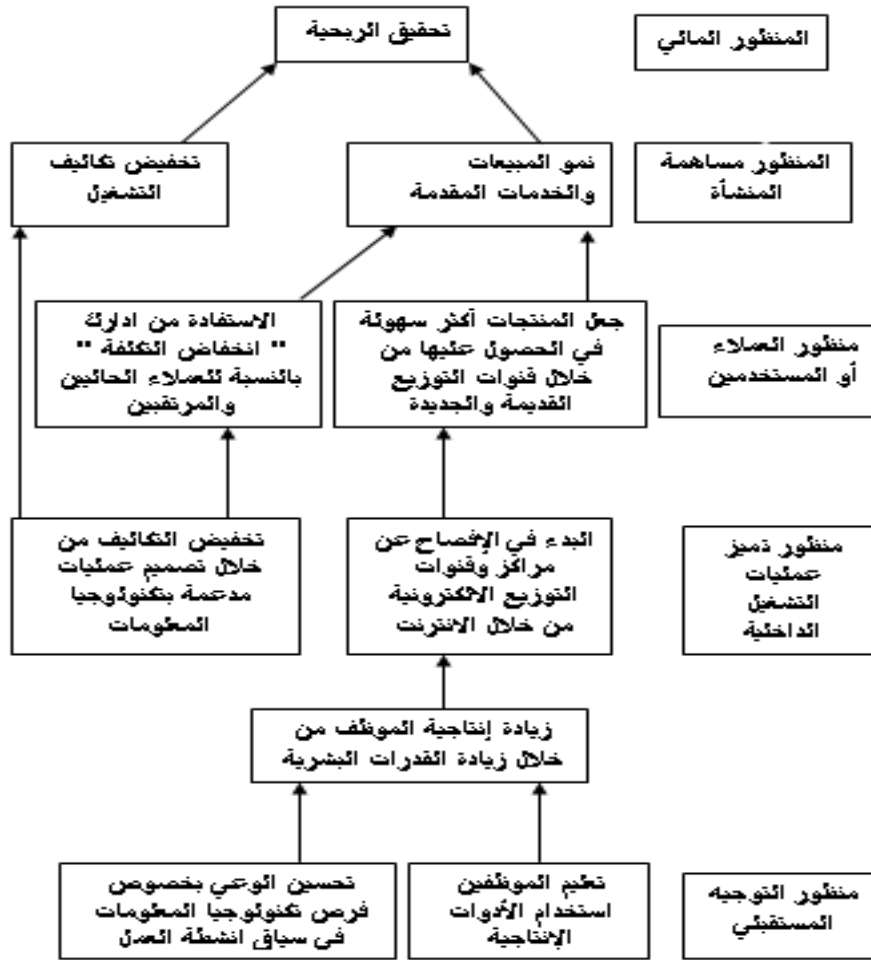 المنظور المالي
تحقيق الربحية
المنظور مساهمة
المنشأة
نمو المبيعات
والخدمات المقدمة
تخفيض تكاليف
التشغيل
منظور العملاء
أو المستخدمين
جعل المنتجات أكثر سهولة
في الحصول عليها من
خلال قنوات التوزيع
القديمة والجديدة
الاستفادة من ادارك
" انخفاض التكلفة "
بالنسبة للعملاء الحاليين
والمرتقبين
منظور تميز
عمليات
التشغيل
الداخلية
البدء في الإفصاح عن
مراكز وقنوات
التوزيع الالكترونية
من خلال الانترنت
تخفيض التكاليف من
خلال تصميم عمليات
مدعمة بتكنولوجيا
المعلومات
زيادة إنتاجية الموظف من
خلال زيادة القدرات البشرية
منظور التوجيه
المستقبلي
تعليم الموظفين
استخدام الأدوات
الإنتاجية
تحسين الوعي بخصوص
فرص تكنولوجيا المعلومات
في سياق انشطة العمل